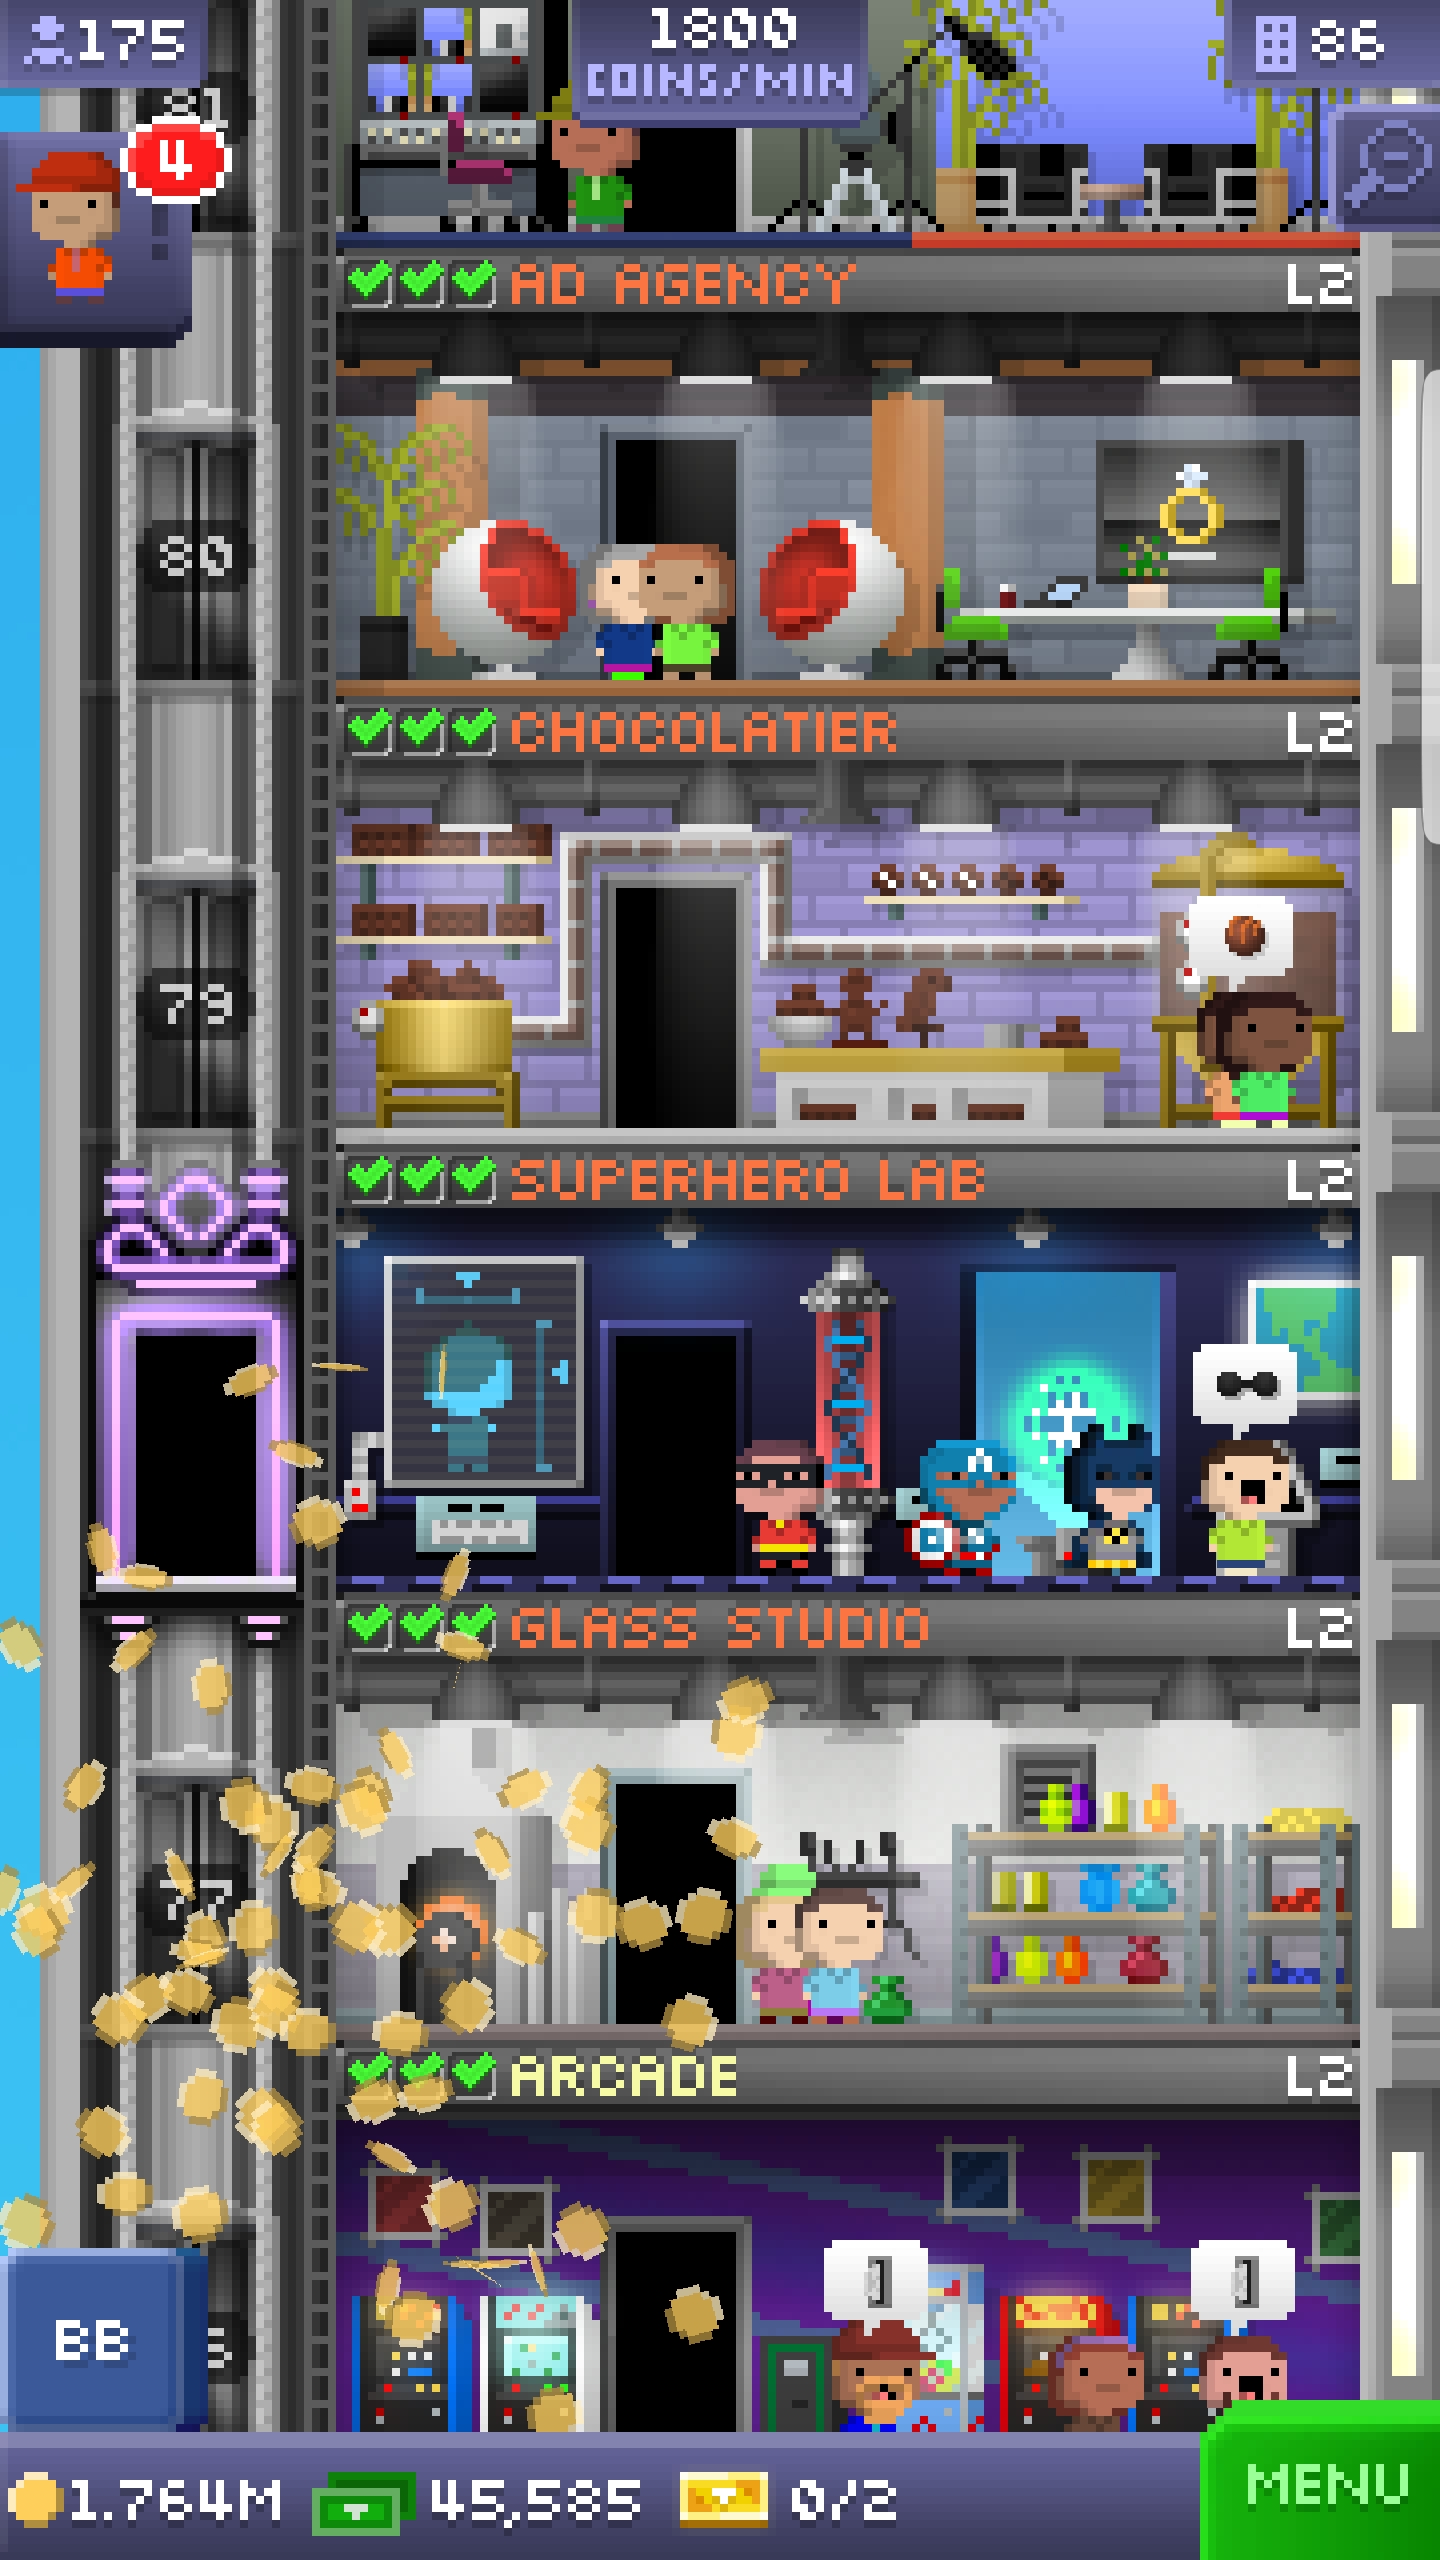 175
1800
COINS/MIN
86
81
4
AD AGENCY L2
80
CHOCOLATIER L2
79
SUPERHERO LAB L2
GLASS STUDIO L2
77
ARCADE L2
BB
1.764M 45,585 0/2
MENU